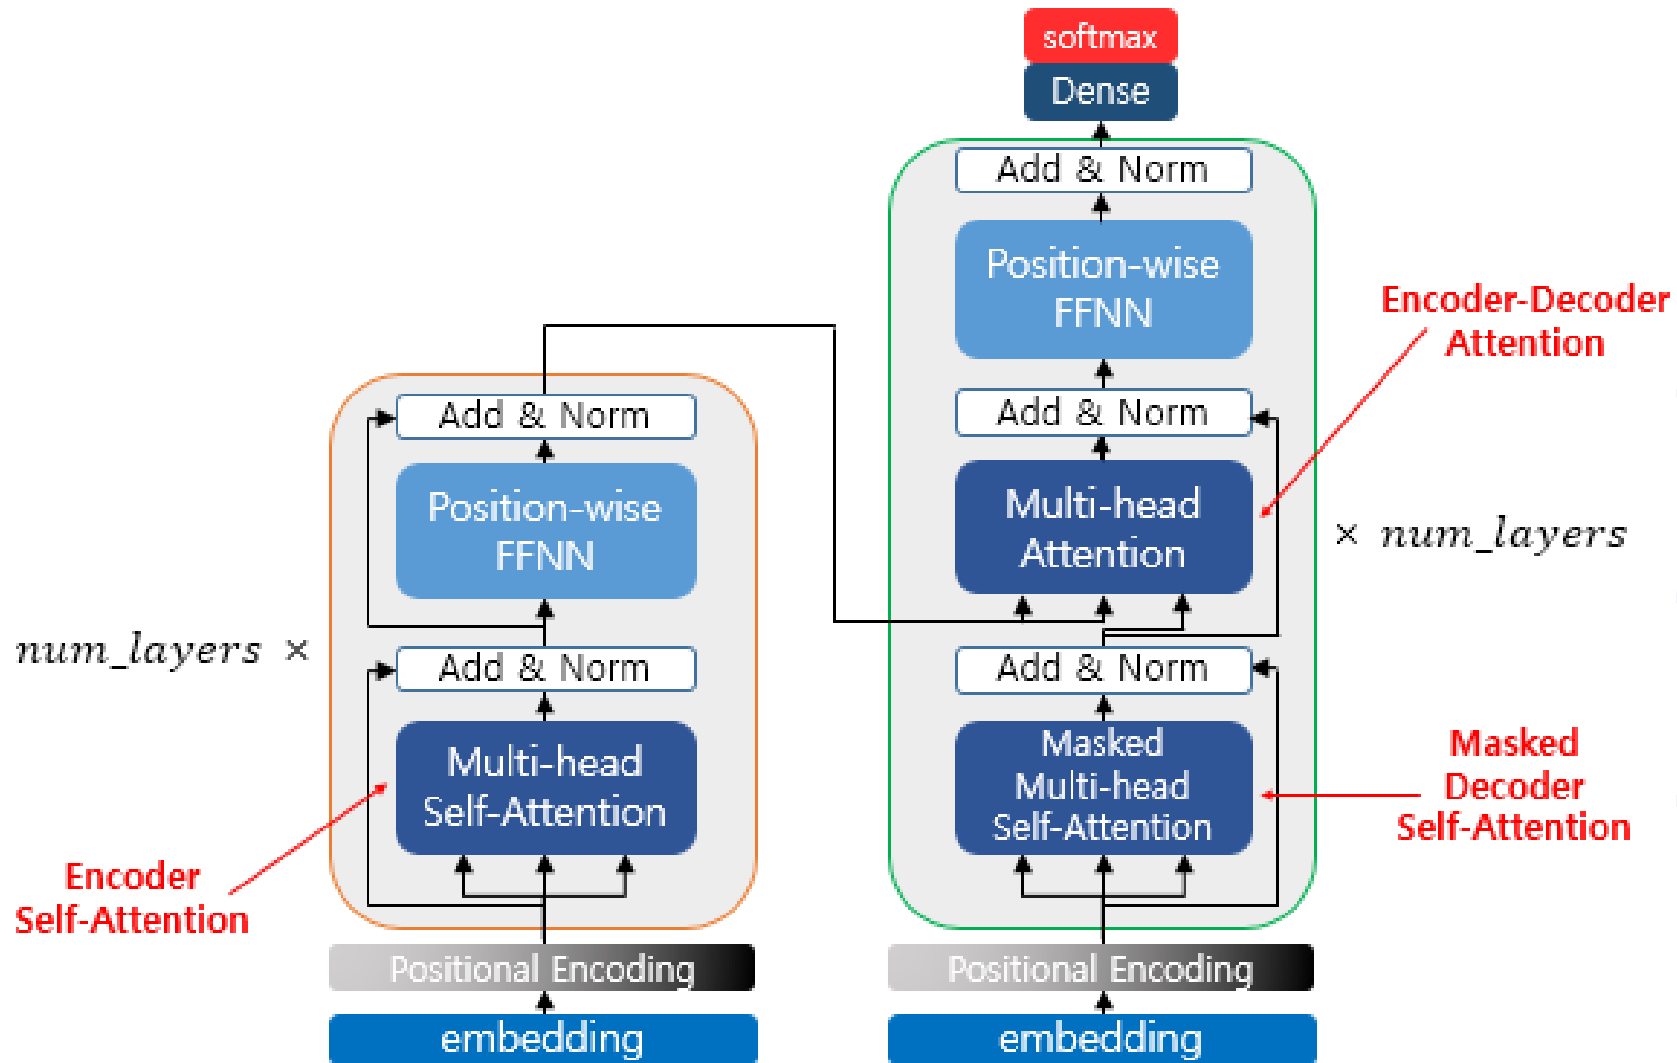 softmax
Dense
Add & Norm
Position-wise
FFNN
Encoder-Decoder
Attention
Add & Norm
Multi-head
Attention
× num_layers
Add & Norm
Masked
Multi-head
Self-Attention
Masked
Decoder
Self-Attention
Positional Encoding
embedding
Add & Norm
Position-wise
FFNN
num_layers ×
Add & Norm
Multi-head
Self-Attention
Encoder
Self-Attention
Positional Encoding
embedding